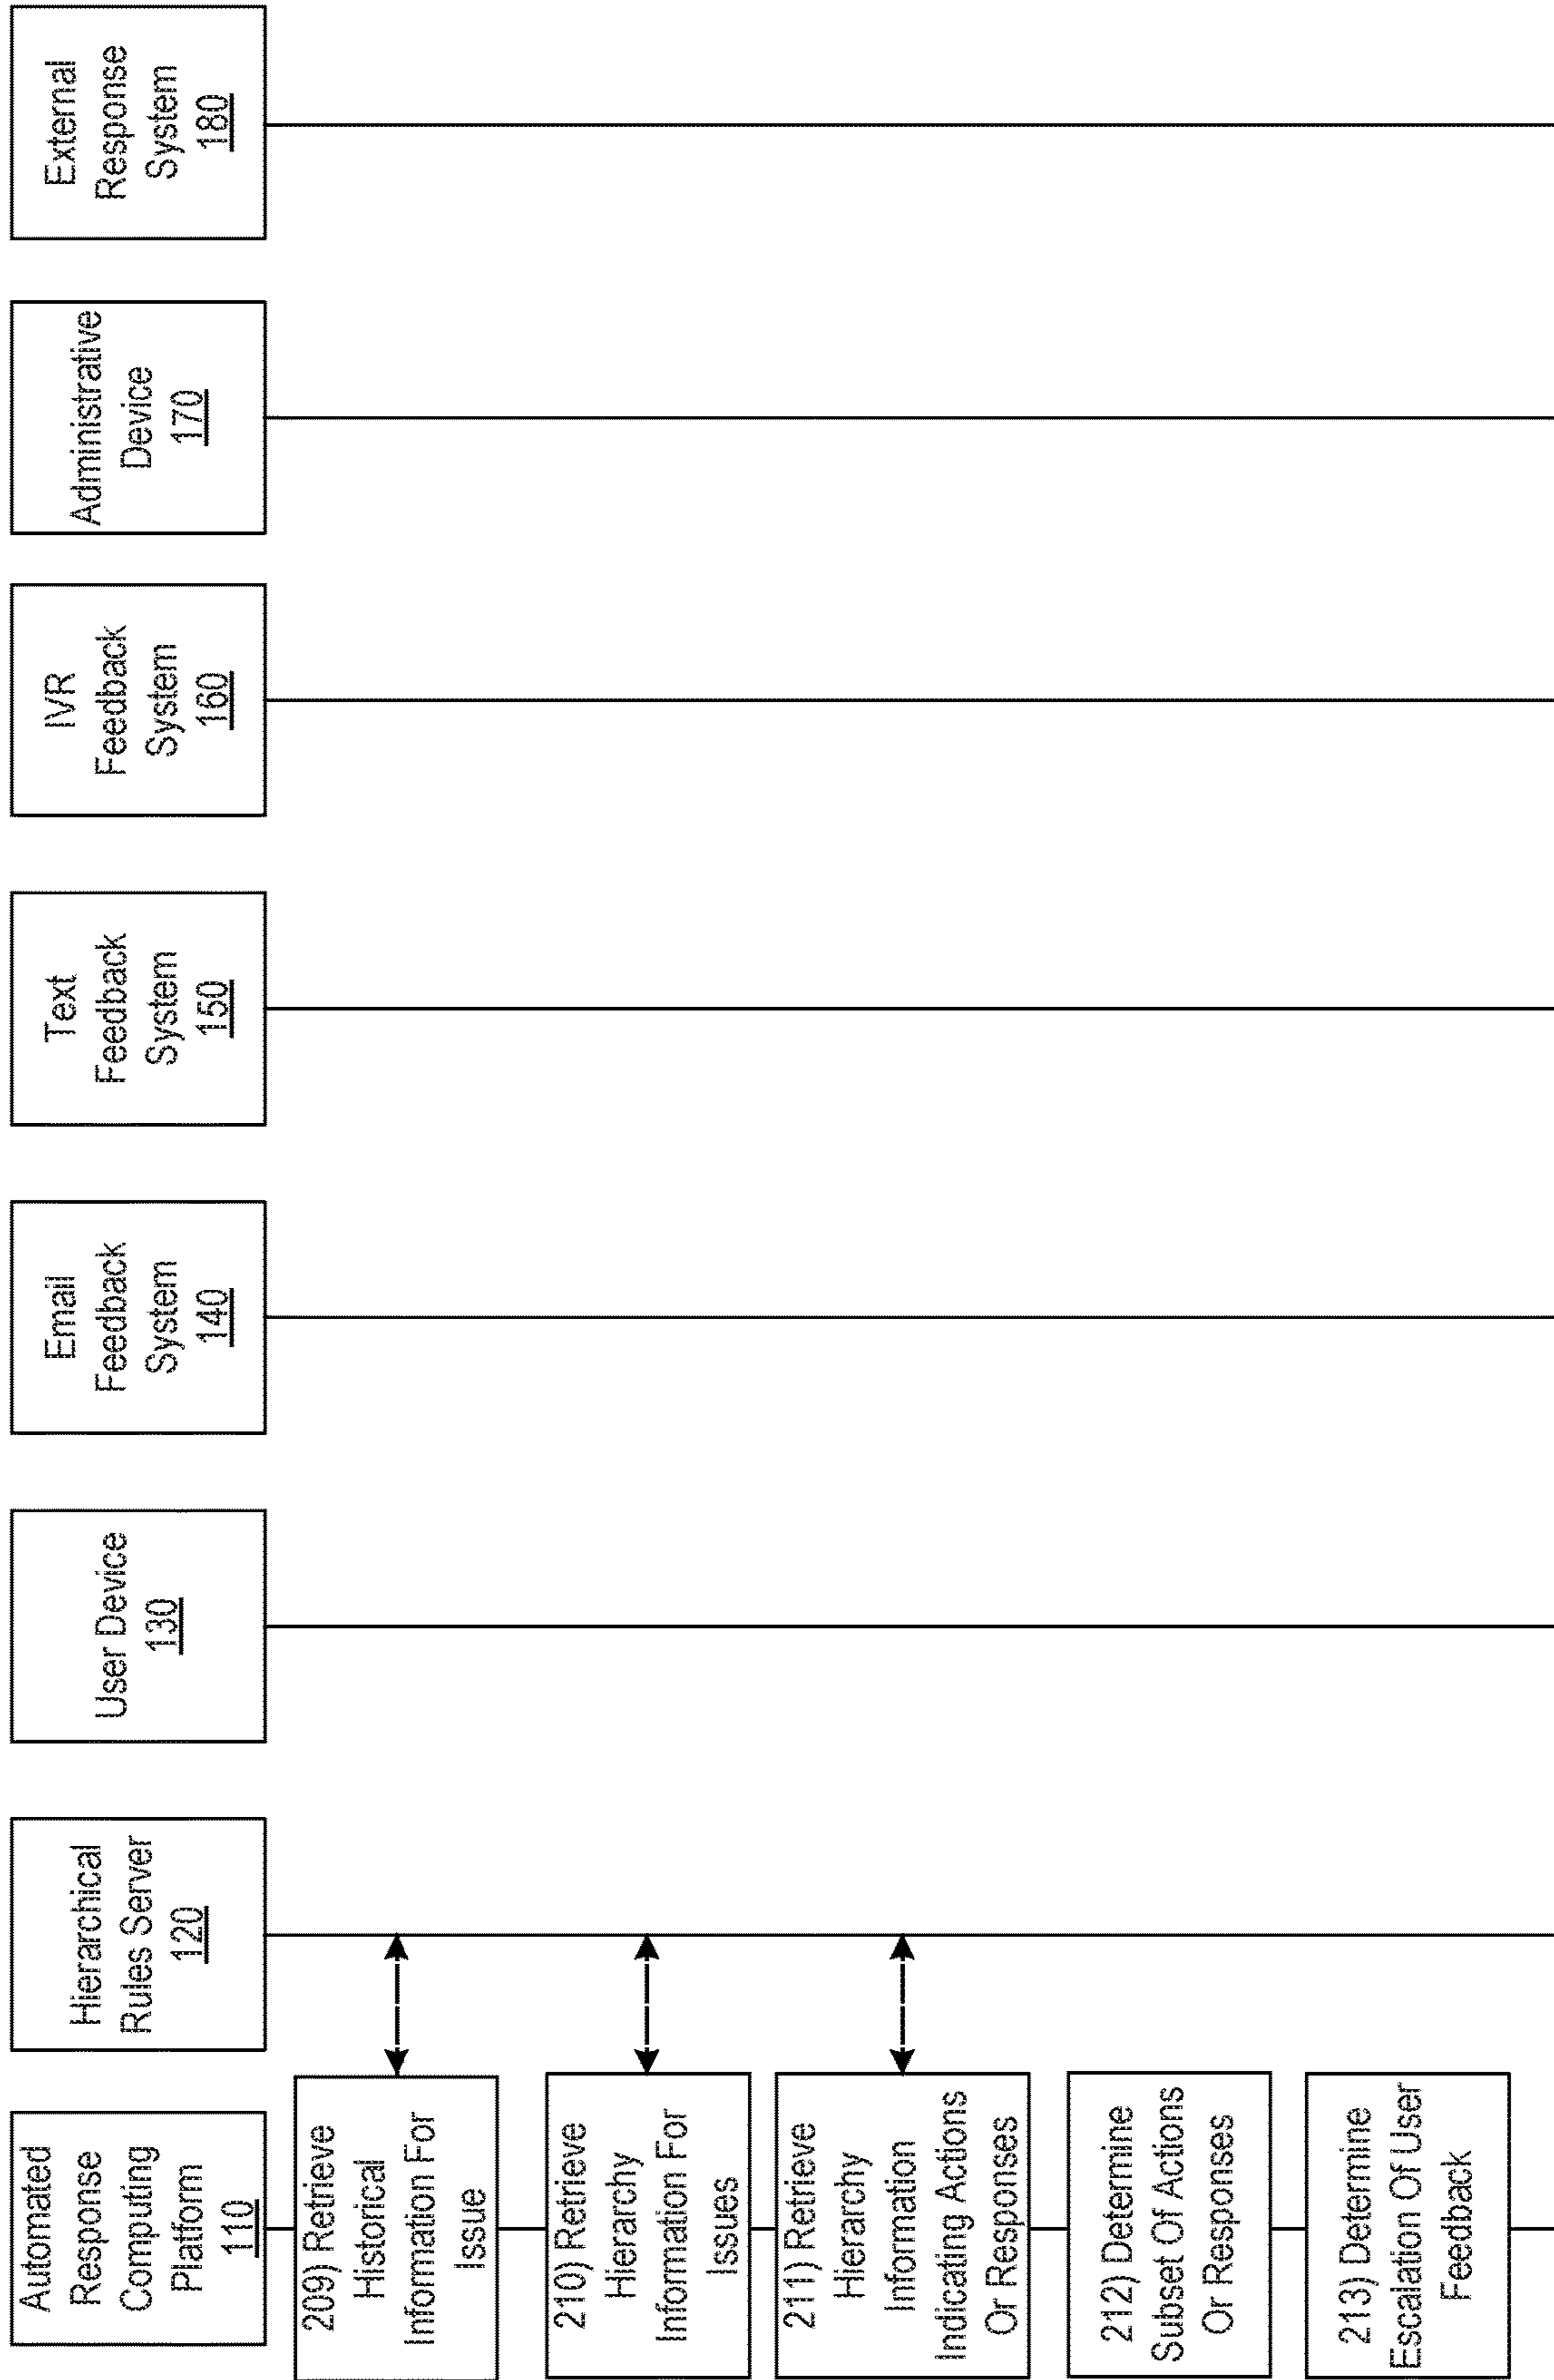 Automated
Response
Computing
Platform
110
Hierarchical
Rules Server
120
User Device
130
Email
Feedback
System
140
Text
Feedback
System
150
IVR
Feedback
System
160
Administrative
Device
170
External
Response
System
180
209) Retrieve
Historical
Information For
Issue
210) Retrieve
Hierarchy
Information For
Issues
211) Retrieve
Hierarchy
Information
Indicating Actions
Or Responses
212) Determine
Subset Of Actions
Or Responses
213) Determine
Escalation Of User
Feedback